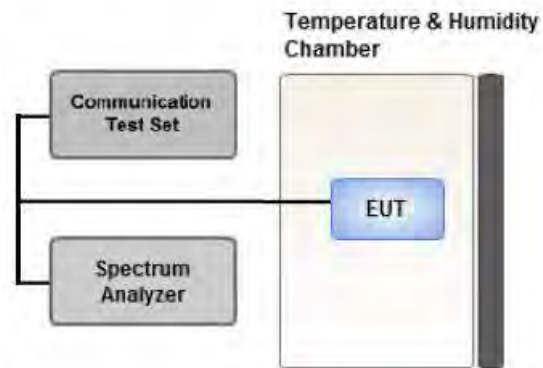 Temperature & Humidity
Chamber
Communication
Test Set
EUT
Spectrum
Analyzer